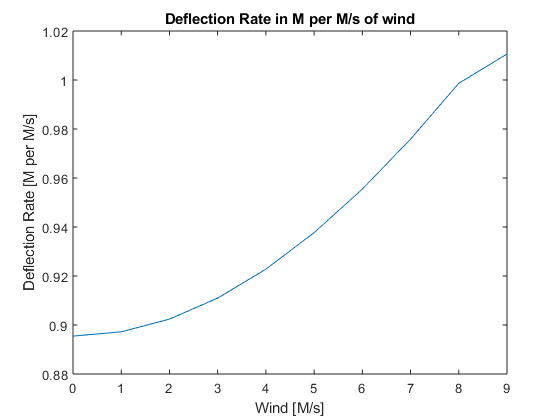 Deflection Rate in M per M/s of wind
1.02
1
0.98
0.96
0.94
0.92
0.9
0.88
Deflection Rate [M per M/s]
0 1 2 3 4 5 6 7 8 9
Wind [M/s]